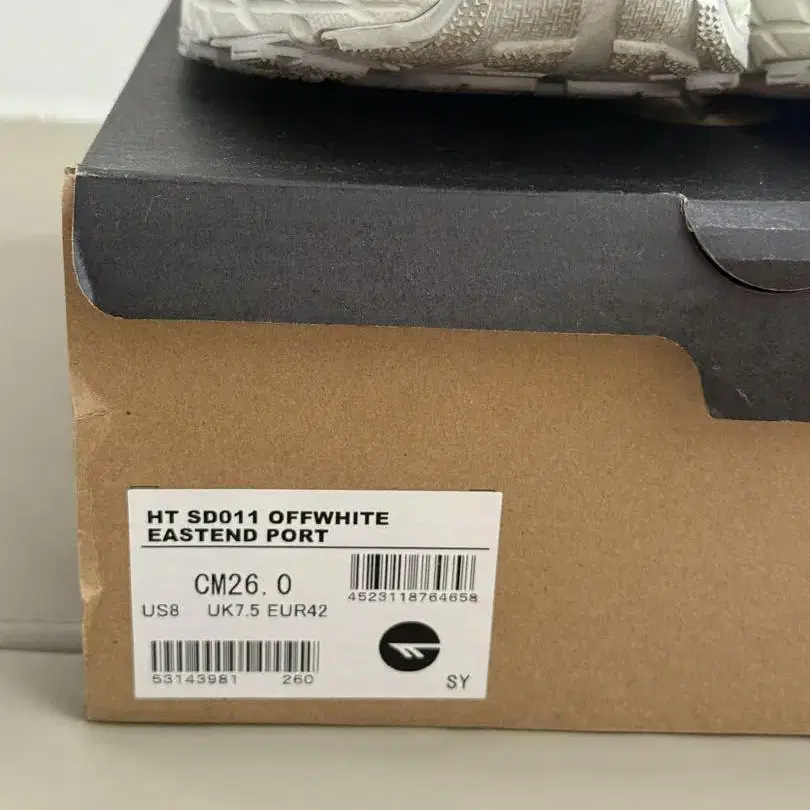 HT SD011 OFFWHITE
EASTEND PORT
CM26.0
4523118764658
US8 UK7.5 EUR42
53143981 260
SY